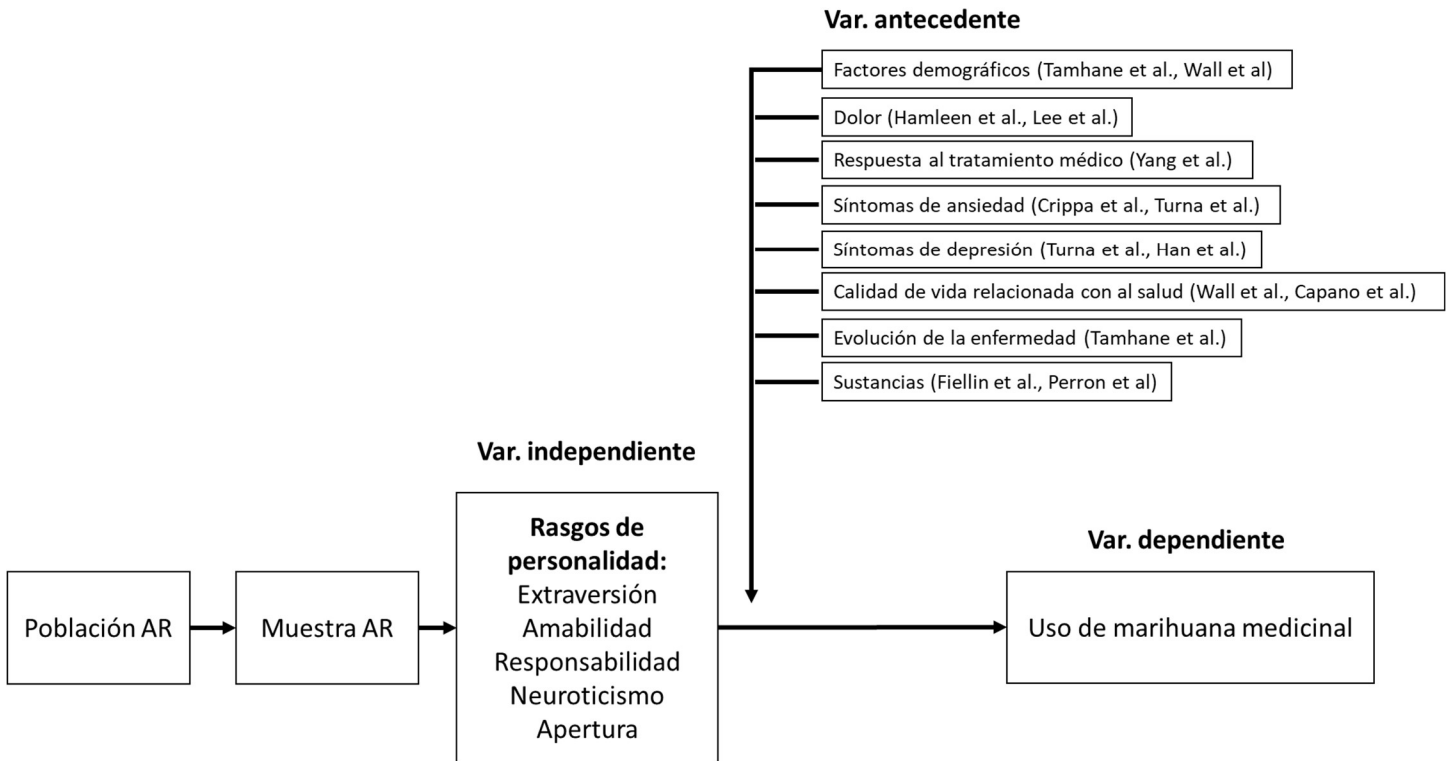 Var. antecedente
Factores demográficos (Tamhane et al., Wall et al)
Dolor (Hamleen et al., Lee et al.)
Respuesta al tratamiento médico (Yang et al.)
Síntomas de ansiedad (Crippa et al., Turna et al.)
Síntomas de depresión (Turna et al., Han et al.)
Calidad de vida relacionada con al salud (Wall et al., Capano et al.)
Evolución de la enfermedad (Tamhane et al.)
Sustancias (Fiellin et al., Perron et al)
Var. independiente
Rasgos de
personalidad:
Extraversión
Amabilidad
Responsabilidad
Neuroticismo
Apertura
Población AR
Muestra AR
Var. dependiente
Uso de marihuana medicinal